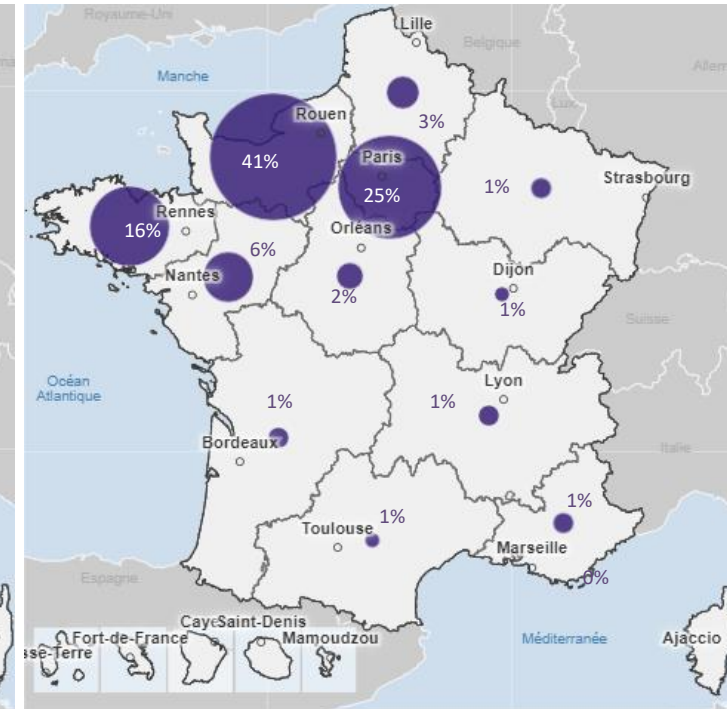 Royaume-Uni
Lille
Belgique
Manche
Lux.
Rouen
3%
41%
Paris
25%
1%
Strasbourg
Rennes
16%
Orléans
6%
Nantes
2%
Dijon
1%
Suisse
Océan
Atlantique
1%
1%
Lyon
Bordeaux
Italie
1%
1%
Toulouse
Marseille
0%
Espagne
Saint-Denis
Fort-de-France
Mamoudzou
Méditerranée
Ajaccio
sse-Terre